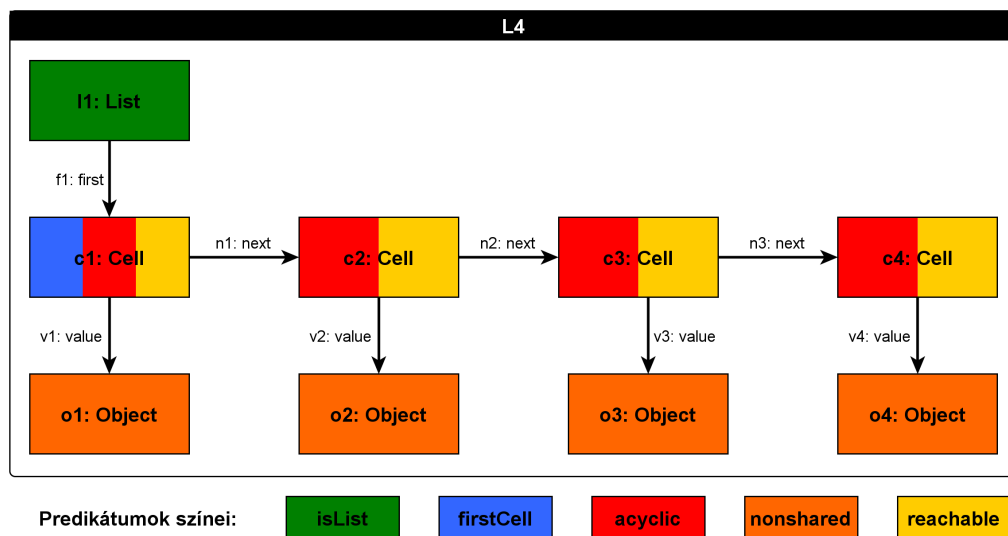 L4
l1: List
f1: first
c1: Cell
n1: next
c2: Cell
n2: next
c3: Cell
n3: next
c4: Cell
v1: value
v2: value
v3: value
v4: value
o1: Object
o2: Object
o3: Object
o4: Object
Predikátumok színei:
isList
firstCell
acyclic
nonshared
reachable